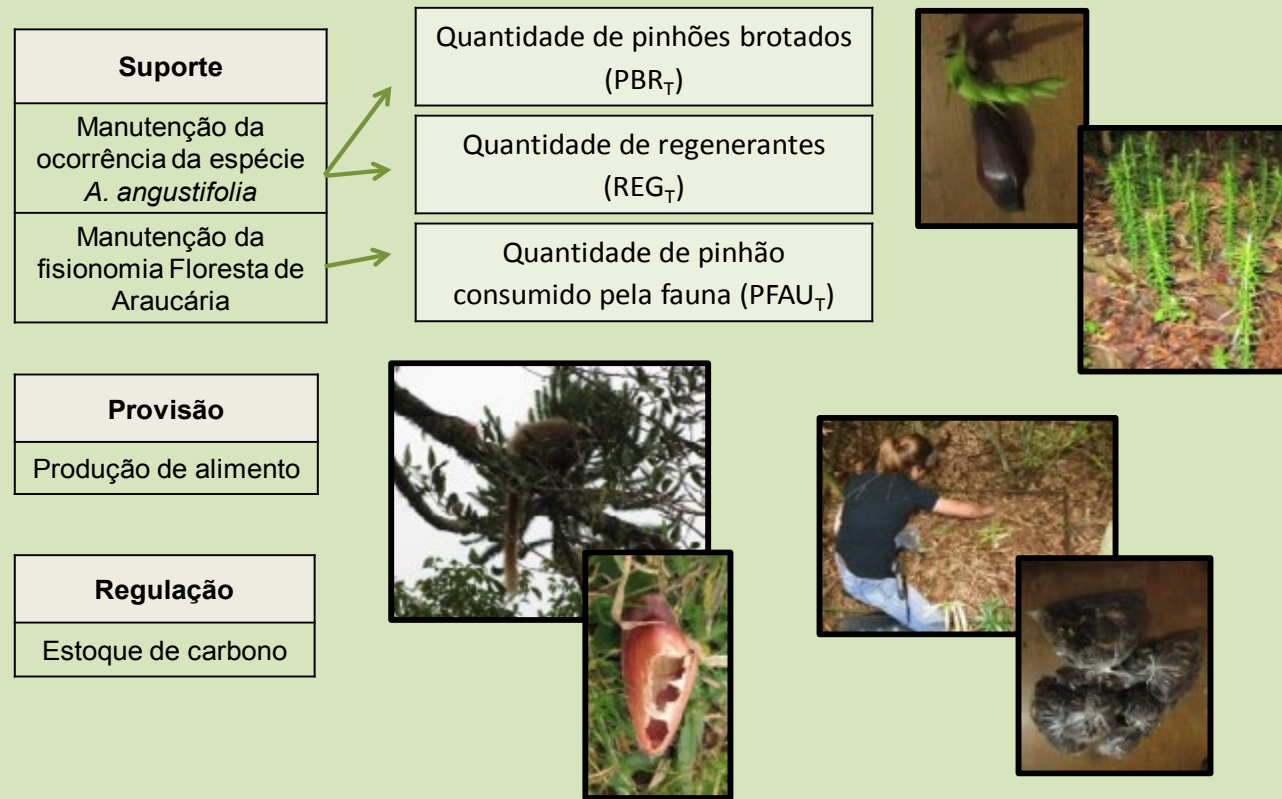 Suporte
Manutenção da
ocorrência da espécie
A. angustifolia
Manutenção da
fisionomia Floresta de
Araucária
Quantidade de pinhões brotados
(PBR_T)
Quantidade de regenerantes
(REG_T)
Quantidade de pinhão
consumido pela fauna (PFAU_T)
Provisão
Produção de alimento
Regulação
Estoque de carbono